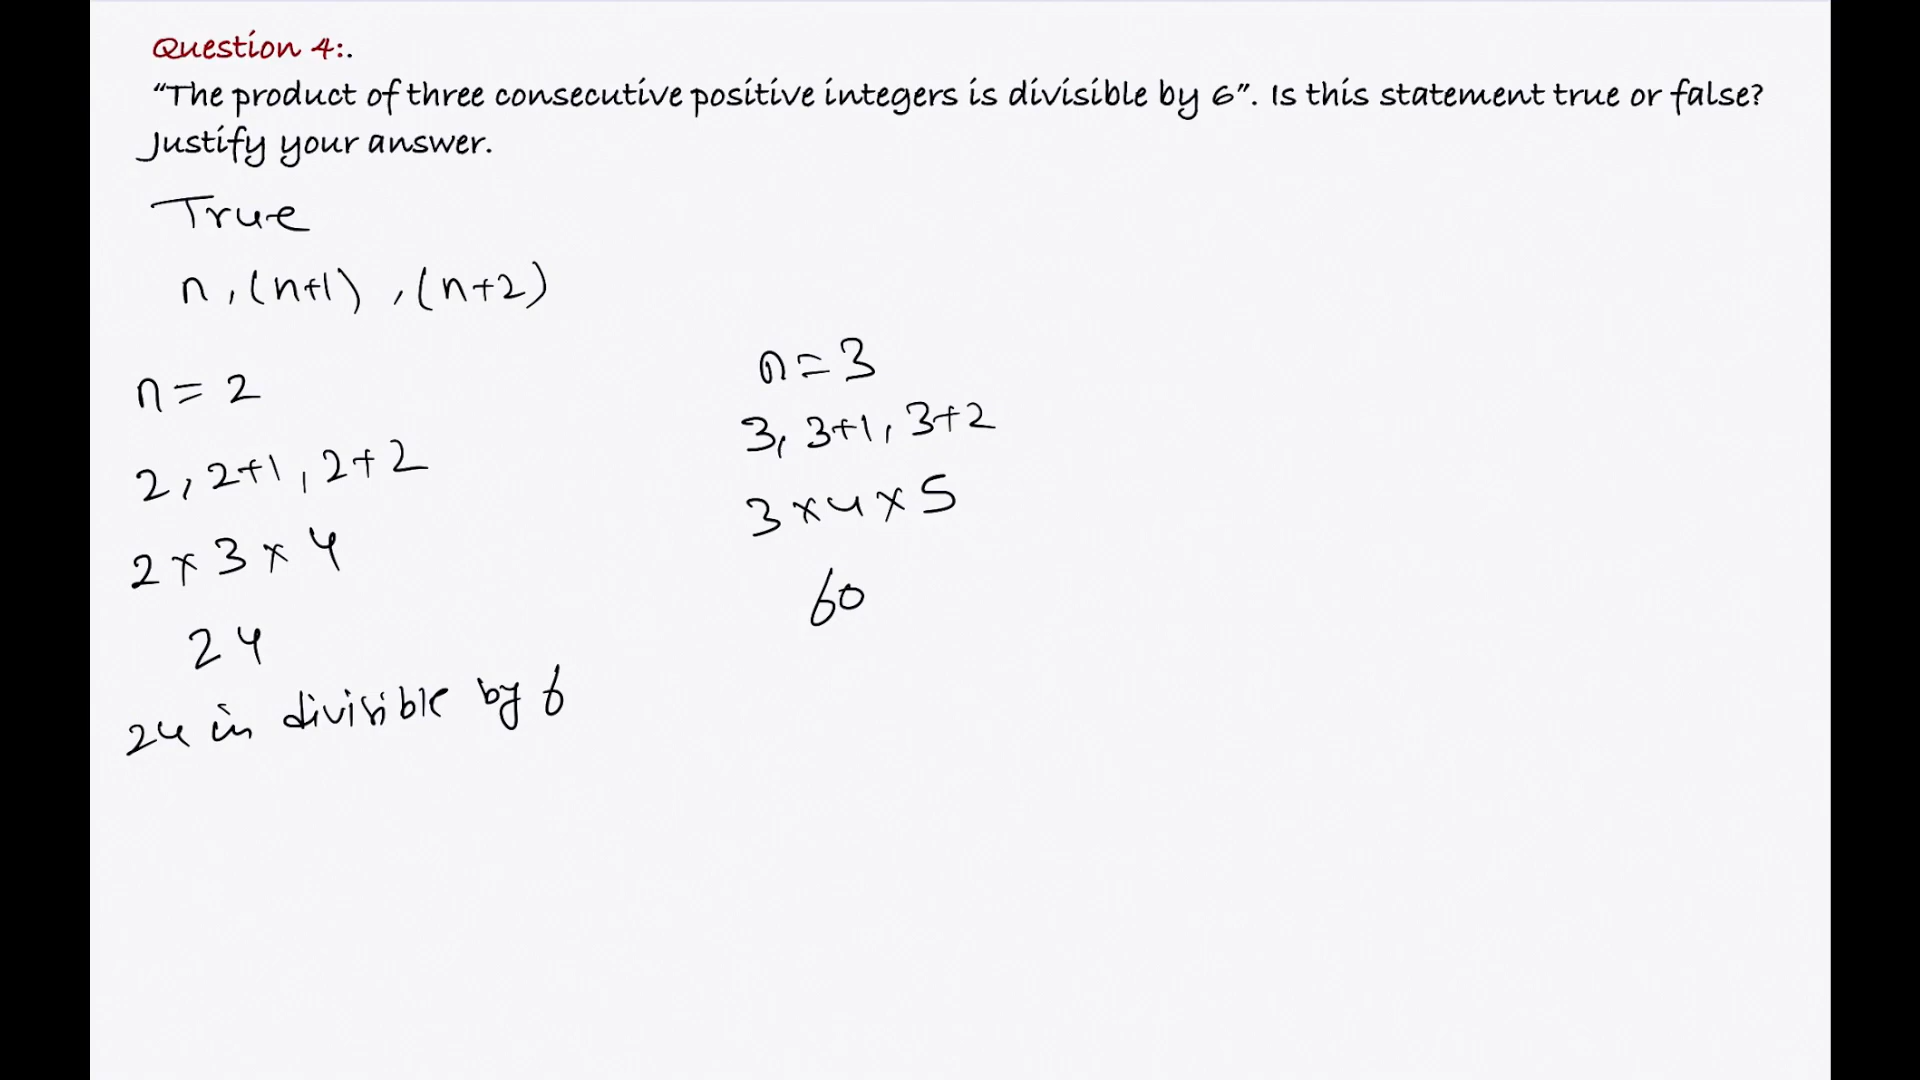 Question 4:.
“The product of three consecutive positive integers is divisible by 6”. Is this statement true or false?
Justify your answer.
True
n, (n+1), (n+2)
n = 2
2, 2+1, 2+2
2 × 3 × 4
24
24 is divisible by 6
n = 3
3, 3+1, 3+2
3 × 4 × 5
60